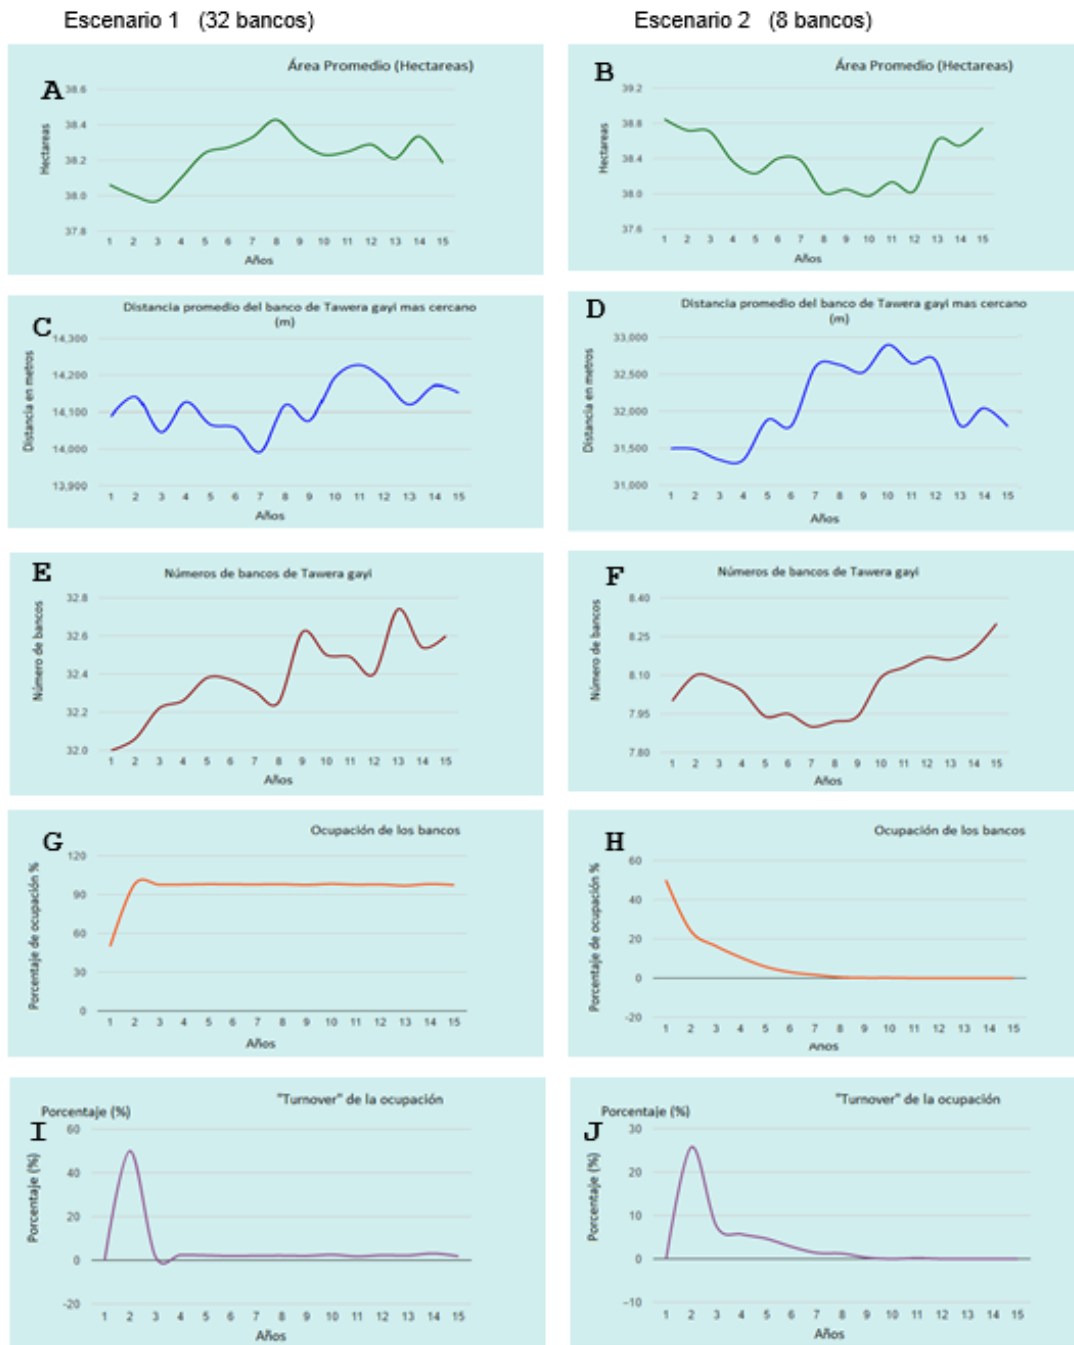 Escenario 1 (32 bancos)
Escenario 2 (8 bancos)
A
Área Promedio (Hectareas)
Hectareas
38.6
38.4
38.2
38.0
37.8
1 2 3 4 5 6 7 8 9 10 11 12 13 14 15
Años
B
Área Promedio (Hectareas)
Hectareas
39.2
38.8
38.4
38.0
37.6
1 2 3 4 5 6 7 8 9 10 11 12 13 14 15
Años
C
Distancia promedio del banco de Tawera gayi mas cercano
(m)
Distancia en metros
14,300
14,200
14,100
14,000
13,900
1 2 3 4 5 6 7 8 9 10 11 12 13 14 15
Años
D
Distancia promedio del banco de Tawera gayi mas cercano
(m)
Distancia en metros
33,000
32,500
32,000
31,500
31,000
1 2 3 4 5 6 7 8 9 10 11 12 13 14 15
Años
E
Números de bancos de Tawera gayi
Número de bancos
32.8
32.6
32.4
32.2
32.0
1 2 3 4 5 6 7 8 9 10 11 12 13 14 15
Años
F
Números de bancos de Tawera gayi
Número de bancos
8.40
8.25
8.10
7.95
7.80
1 2 3 4 5 6 7 8 9 10 11 12 13 14 15
Años
G
Ocupación de los bancos
Porcentaje de ocupación %
120
90
60
30
0
1 2 3 4 5 6 7 8 9 10 11 12 13 14 15
Años
H
Ocupación de los bancos
Porcentaje de ocupación %
60
40
20
0
-20
1 2 3 4 5 6 7 8 9 10 11 12 13 14 15
Años
I
"Turnover" de la ocupación
Porcentaje (%)
Porcentaje (%)
60
40
20
0
-20
1 2 3 4 5 6 7 8 9 10 11 12 13 14 15
Años
J
"Turnover" de la ocupación
Porcentaje (%)
Porcentaje (%)
30
20
10
0
-10
1 2 3 4 5 6 7 8 9 10 11 12 13 14 15
Años